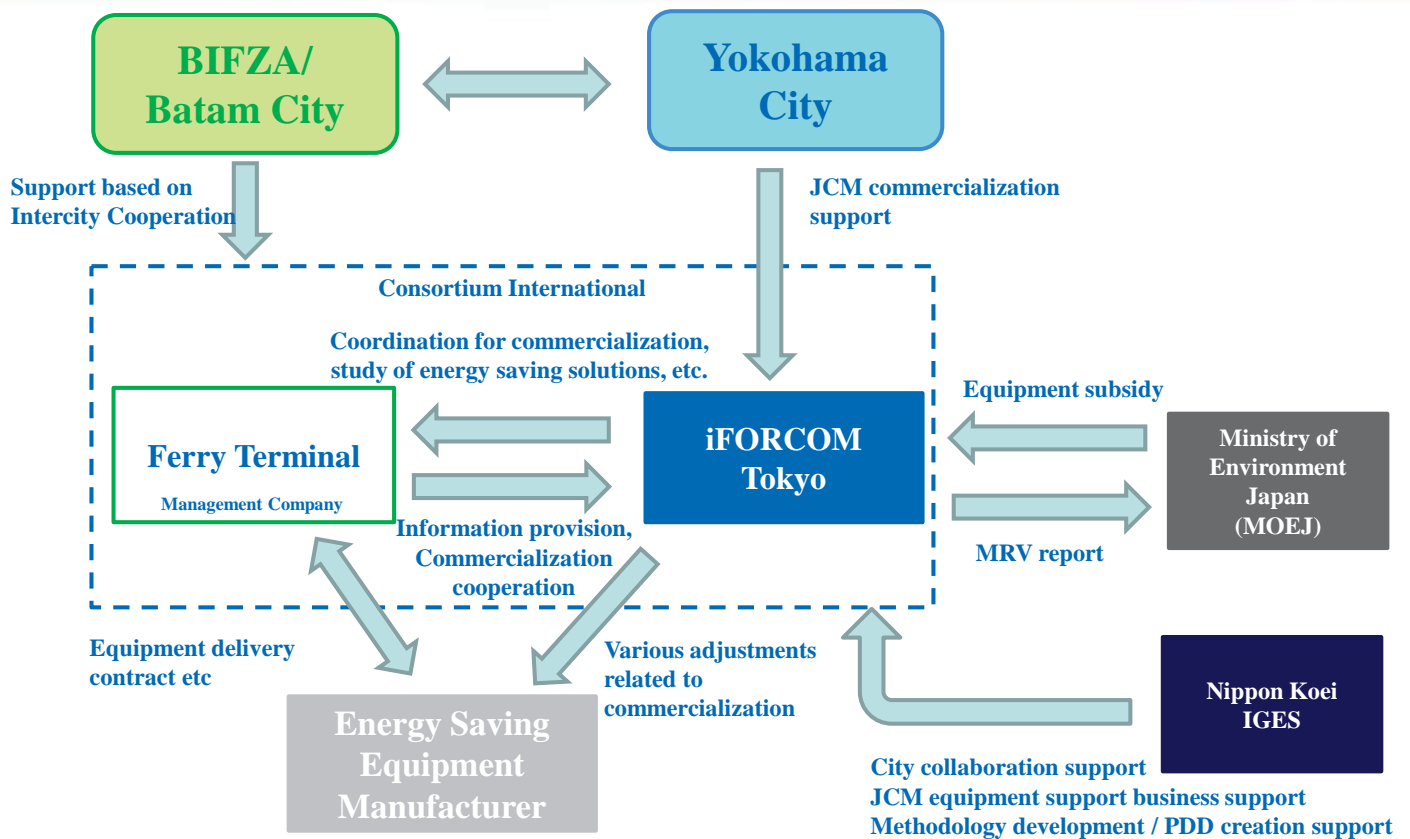 BIFZA/
Batam City
Yokohama
City
Support based on
Intercity Cooperation
JCM commercialization
support
Consortium International
Coordination for commercialization,
study of energy saving solutions, etc.
Ferry Terminal
Management Company
iFORCOM
Tokyo
Equipment subsidy
Ministry of
Environment
Japan
(MOEJ)
Information provision,
Commercialization
cooperation
MRV report
Equipment delivery
contract etc
Various adjustments
related to
commercialization
Energy Saving
Equipment
Manufacturer
Nippon Koei
IGES
City collaboration support
JCM equipment support business support
Methodology development / PDD creation support